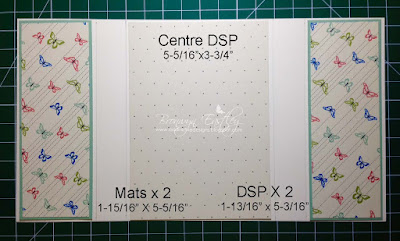 Centre DSP
5-5/16"x3-3/4"
Mats x 2
1-15/16" X 5-5/16"
DSP X 2
1-13/16" x 5-3/16"